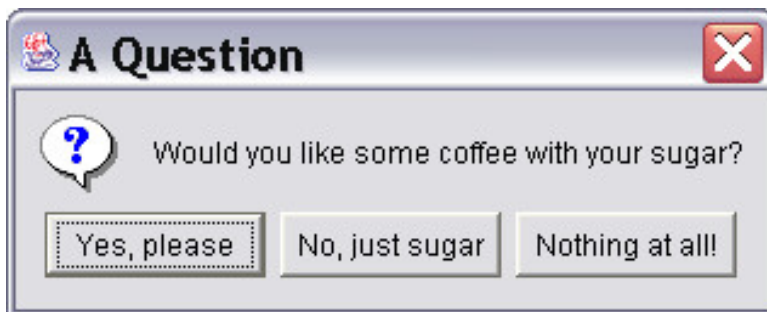 A Question
?
Would you like some coffee with your sugar?
Yes, please No, just sugar Nothing at all!